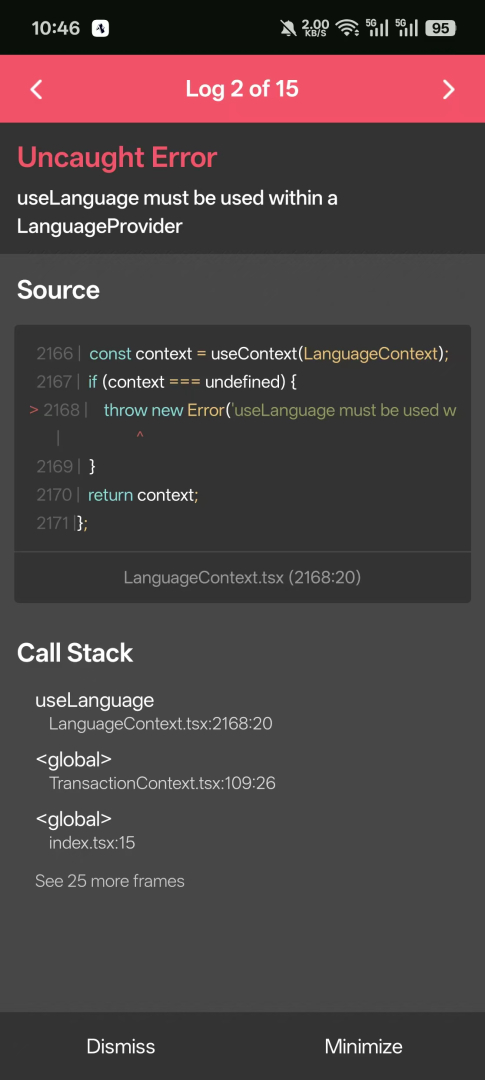 10:46
2.00
KB/S
5G
5G
95
Log 2 of 15
Uncaught Error
useLanguage must be used within a
LanguageProvider
Source
2166 | const context = useContext(LanguageContext);
2167 | if (context === undefined) {
> 2168 | throw new Error('useLanguage must be used w
| ^
2169 | }
2170 | return context;
2171 | };
LanguageContext.tsx (2168:20)
Call Stack
useLanguage
LanguageContext.tsx:2168:20
<global>
TransactionContext.tsx:109:26
<global>
index.tsx:15
See 25 more frames
Dismiss
Minimize